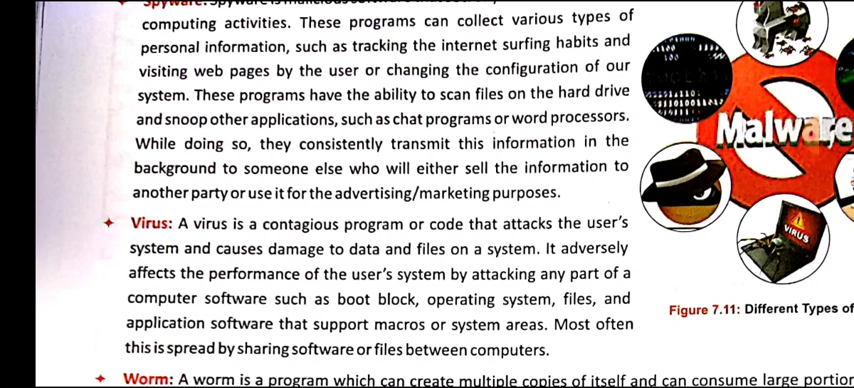 Spyware:
computing activities. These programs can collect various types of
personal information, such as tracking the internet surfing habits and
visiting web pages by the user or changing the configuration of our
system. These programs have the ability to scan files on the hard drive
and snoop other applications, such as chat programs or word processors.
While doing so, they consistently transmit this information in the
background to someone else who will either sell the information to
another party or use it for the advertising/marketing purposes.
Virus: A virus is a contagious program or code that attacks the user's
system and causes damage to data and files on a system. It adversely
affects the performance of the user's system by attacking any part of a
computer software such as boot block, operating system, files, and
application software that support macros or system areas. Most often
this is spread by sharing software or files between computers.
Worm: A worm is a program which can create multiple copies of itself and can consume large portion
Malware
VIRUS
Figure 7.11: Different Types of